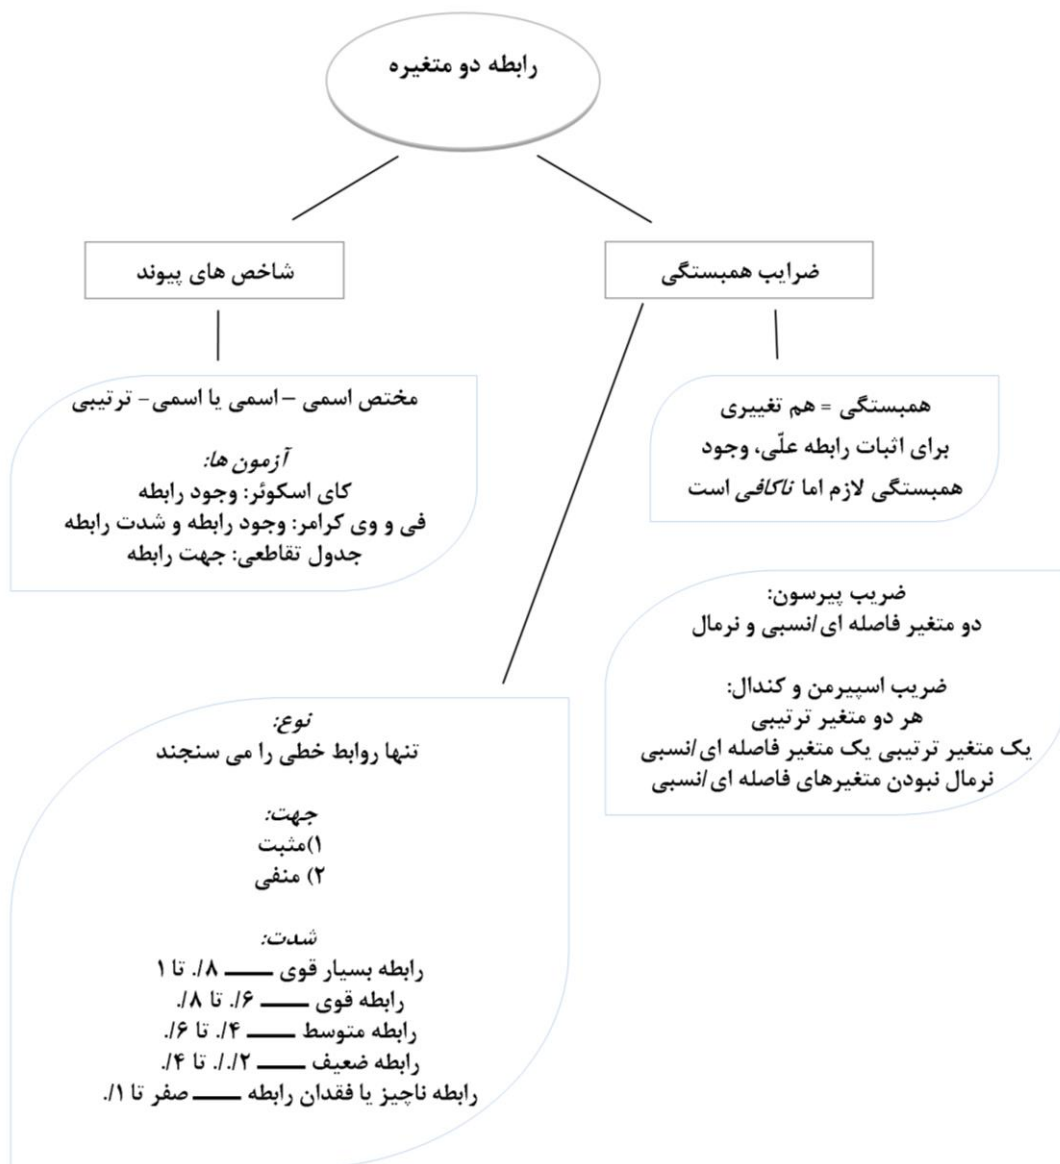 رابطه دو متغیره
ضرایب همبستگی
شاخص های پیوند
همبستگی = هم تغییری
برای اثبات رابطه علّی، وجود
همبستگی لازم اما ناکافی است
مختص اسمی –اسمی یا اسمی- ترتیبی
آزمون ها:
کای اسکوئر: وجود رابطه
فی و وی کرامر: وجود رابطه و شدت رابطه
جدول تقاطعی: جهت رابطه
ضریب پیرسون:
دو متغیر فاصله ای/نسبی و نرمال
ضریب اسپیرمن و کندال:
هر دو متغیر ترتیبی
یک متغیر ترتیبی یک متغیر فاصله ای/نسبی
نرمال نبودن متغیرهای فاصله ای/نسبی
نوع:
تنها روابط خطی را می سنجند
جهت:
۱)مثبت
۲) منفی
شدت:
رابطه بسیار قوی ـــــــ ۸/. تا ۱
رابطه قوی ـــــــ ۶/. تا ۸/.
رابطه متوسط ـــــــ ۴/. تا ۶/.
رابطه ضعیف ـــــــ ۲/./. تا ۴/.
رابطه ناچیز یا فقدان رابطه ـــــــ صفر تا ۱/.